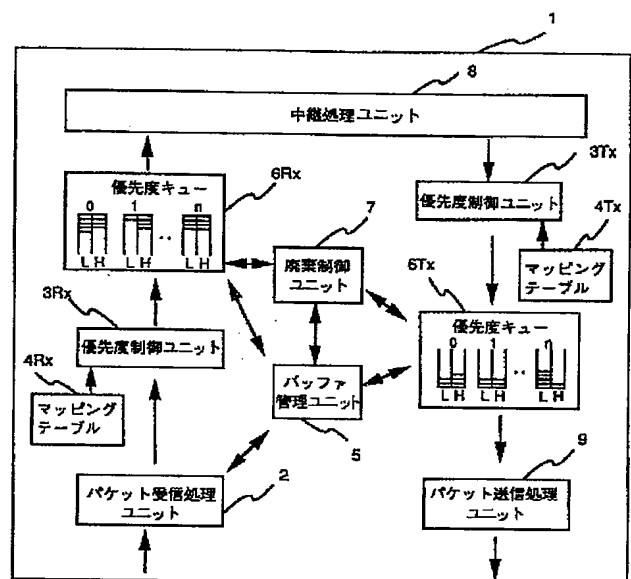 1
8
中継処理ユニット
6Rx
優先度キュー
0 1 n
‥
L H L H L H
3Tx
優先度制御ユニット
4Tx
マッピング
テーブル
7
廃棄制御
ユニット
6Tx
優先度キュー
0 1 n
‥
L H L H L H
3Rx
優先度制御ユニット
4Rx
マッピング
テーブル
バッファ
管理ユニット
5
パケット受信処理
ユニット
2
9
パケット送信処理
ユニット